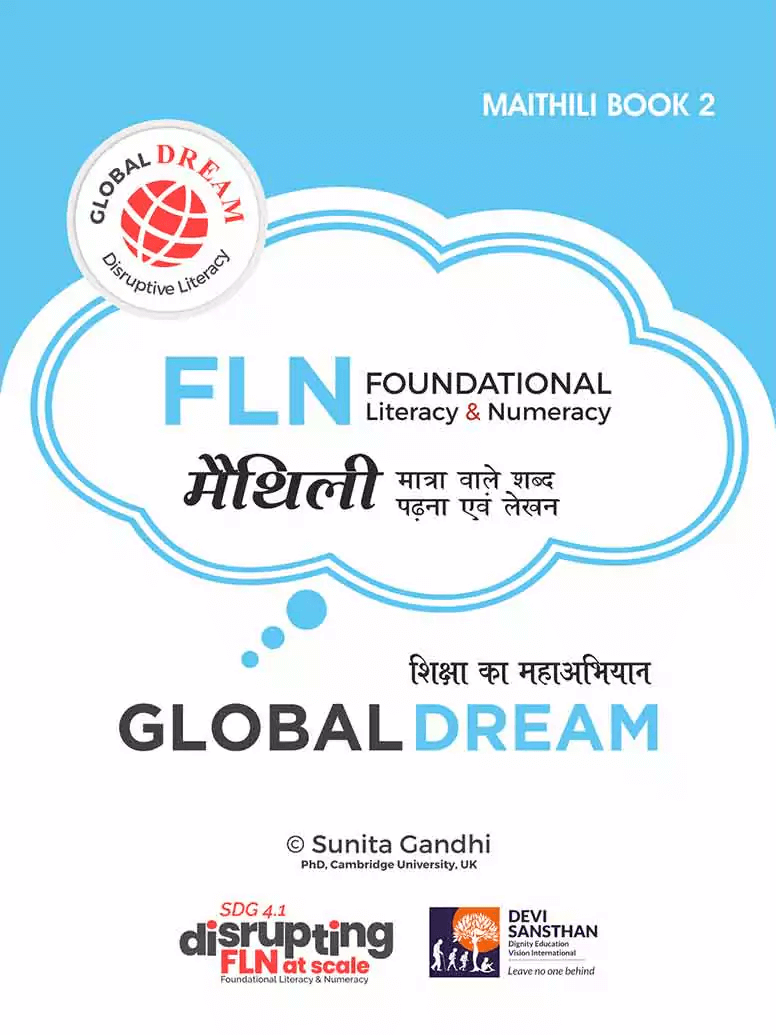 MAITHILI BOOK 2
GLOBAL DREAM
Disruptive Literacy
FLN FOUNDATIONAL
Literacy & Numeracy
मैथिली मात्रा वाले शब्द
पढ़ना एवं लेखन
शिक्षा का महाअभियान
GLOBAL DREAM
© Sunita Gandhi
PhD, Cambridge University, UK
SDG 4.1
disrupting
FLN at scale
Foundational Literacy & Numeracy
DEVI
SANSTHAN
Dignity Education
Vision International
Leave no one behind